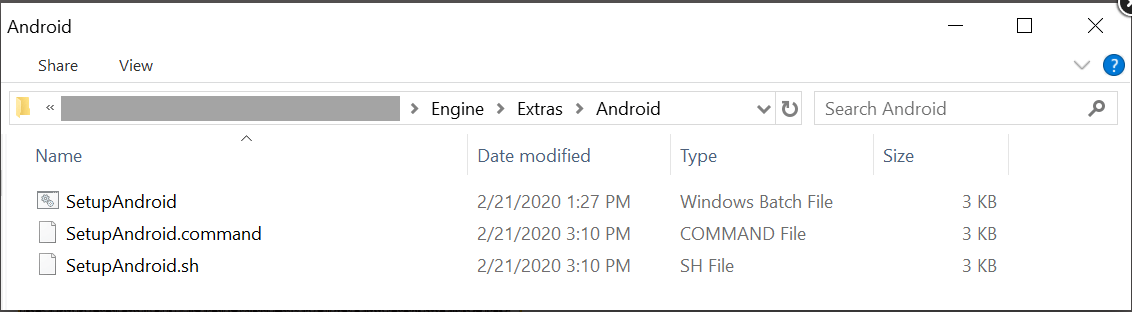 Android
Share View
« Engine > Extras > Android Search Android
Name Date modified Type Size
SetupAndroid 2/21/2020 1:27 PM Windows Batch File 3 KB
SetupAndroid.command 2/21/2020 3:10 PM COMMAND File 3 KB
SetupAndroid.sh 2/21/2020 3:10 PM SH File 3 KB